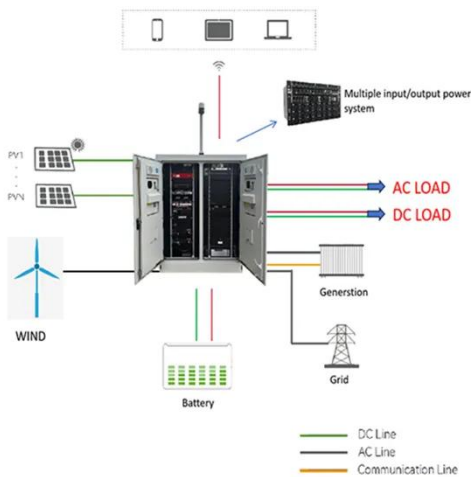 Multiple input/output power
system
PV1
PVN
AC LOAD
DC LOAD
WIND
Generstion
Grid
Battery
DC Line
AC Line
Communication Line